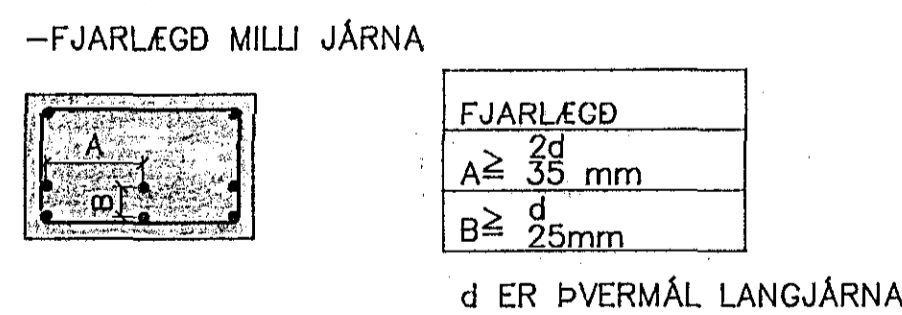 -FJARLÆGÐ MILLI JÁRNA
A
B
FJARLÆGÐ
A≧ 2d
35 mm
B≧ d
25mm
d ER ÞVERMÁL LANGJÁRNA